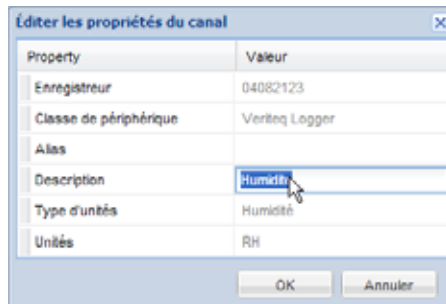 Éditer les propriétés du canal
Property Valeur
Enregistreur 04082123
Classe de périphérique Veriteq Logger
Alias
Description Humidité
Type d'unités Humidité
Unités RH
OK Annuler